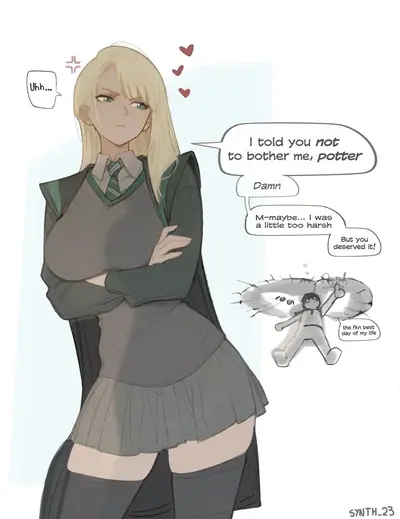 Uhh...
I told you not
to bother me, potter
Damn
M-maybe... I was
a little too harsh
But you
deserved it!
the fkn best
day of my life
SYNTH_23